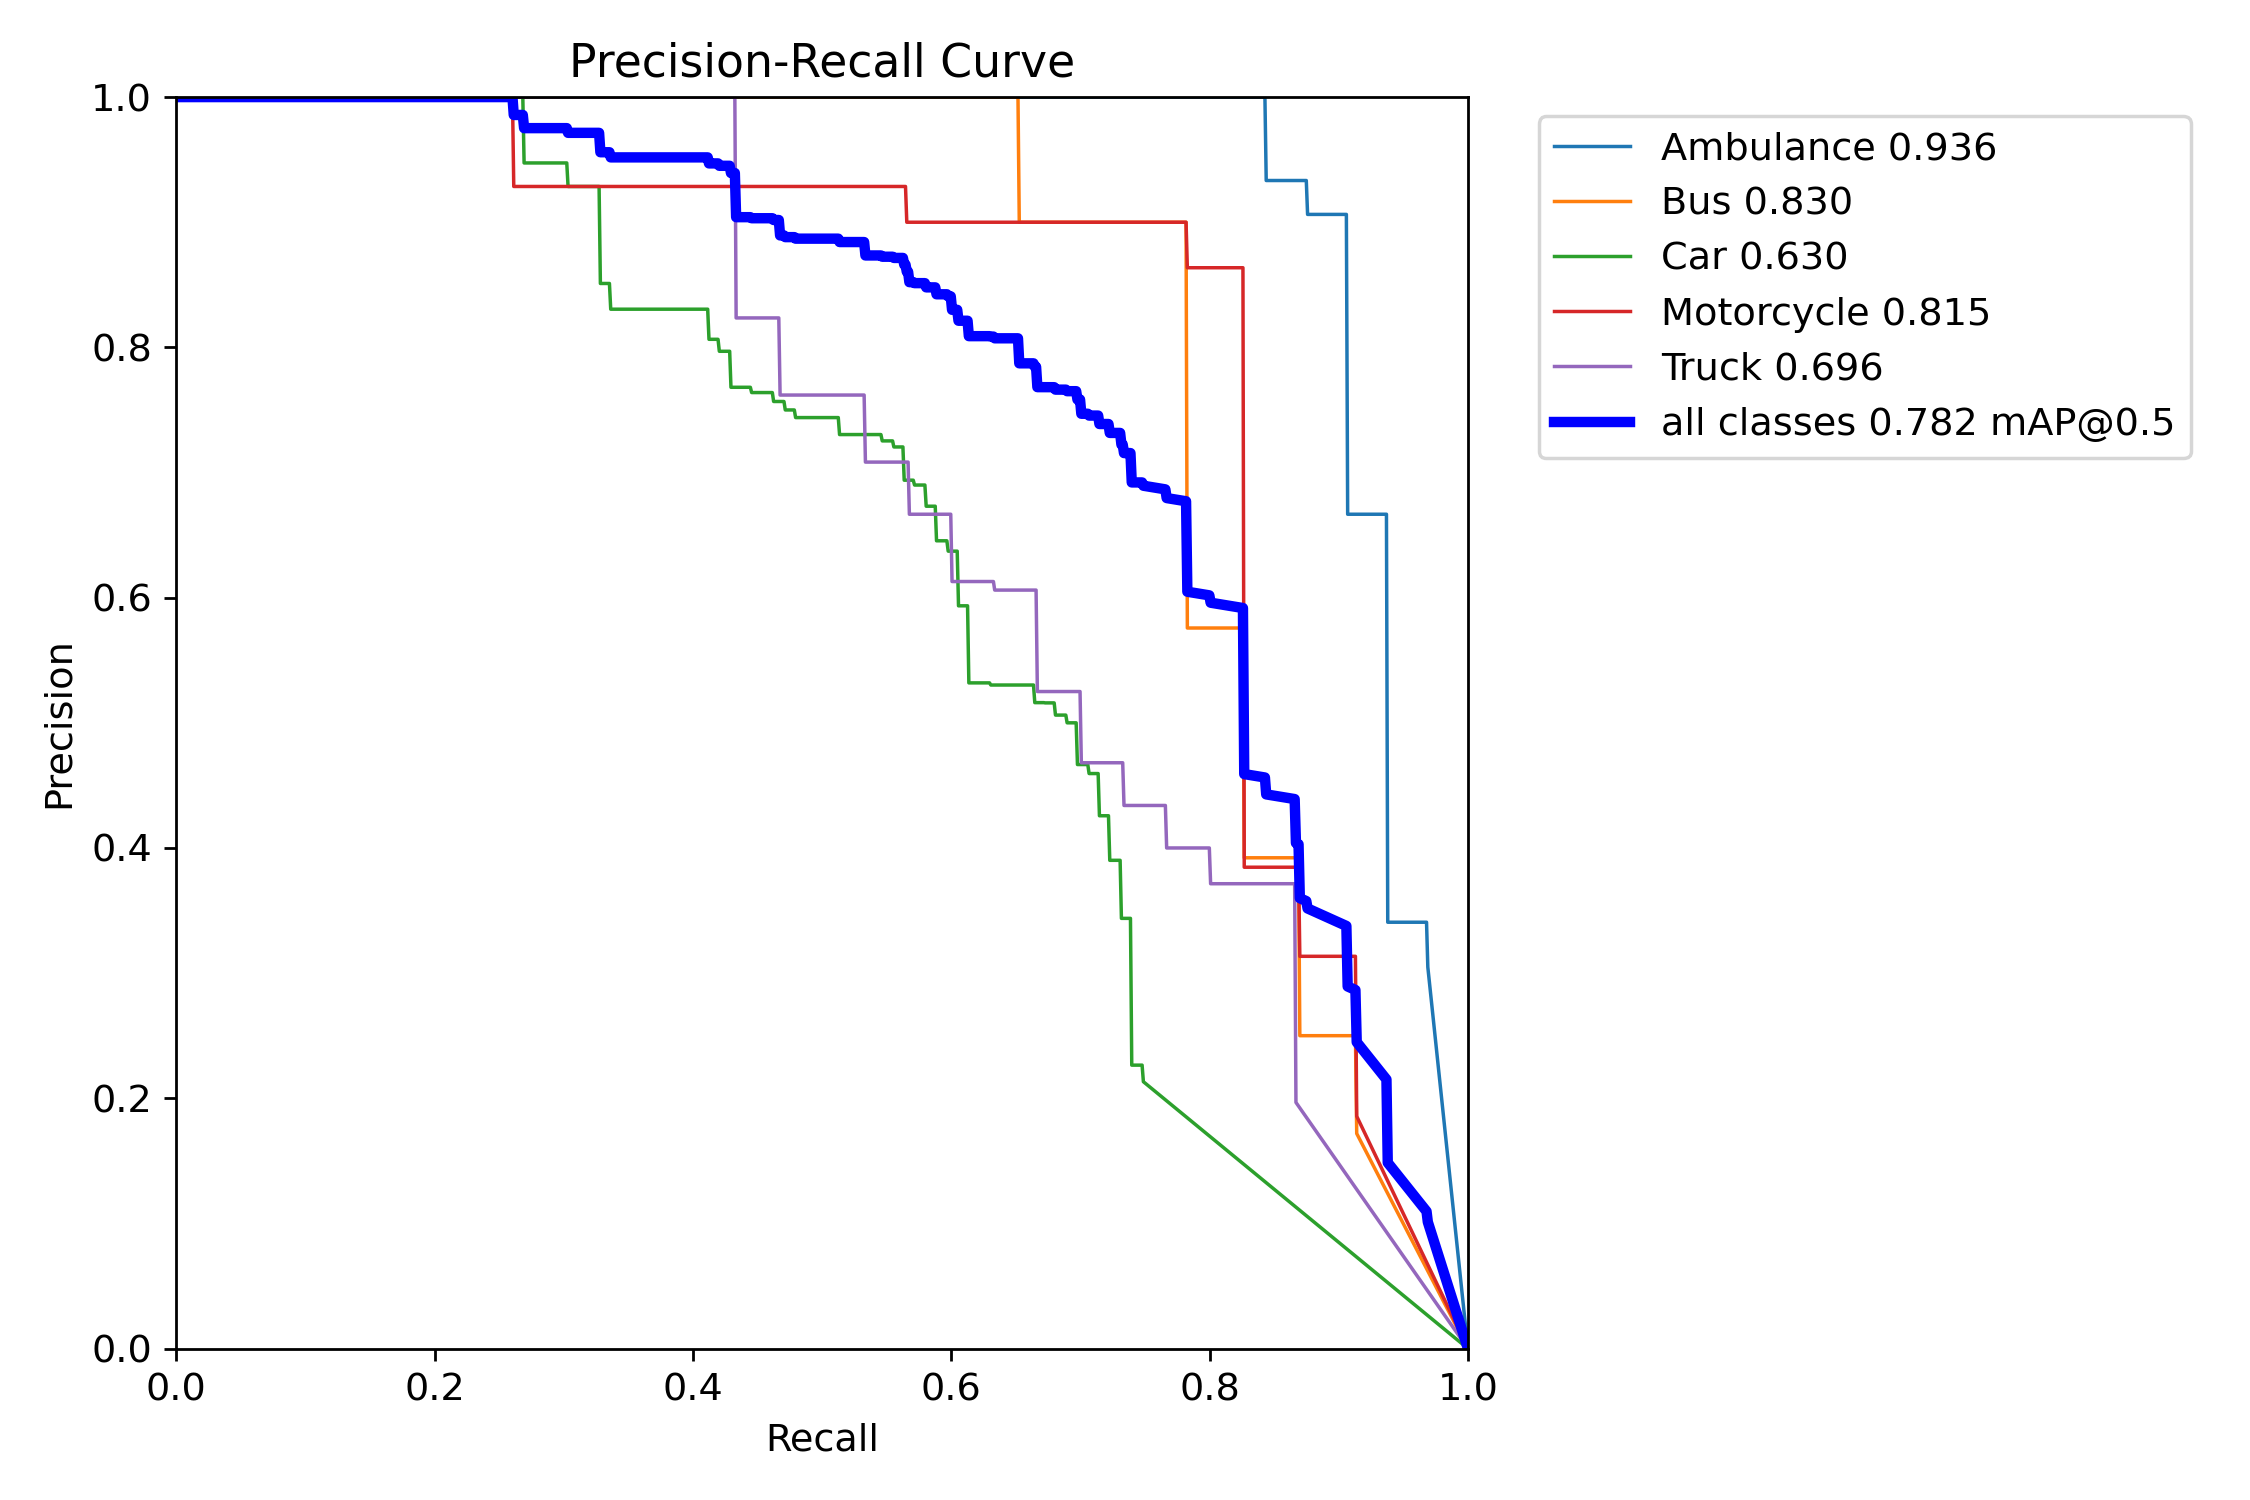 Precision-Recall Curve
1.0
0.8
0.6
0.4
0.2
0.0
Precision
0.0 0.2 0.4 0.6 0.8 1.0
Recall
Ambulance 0.936
Bus 0.830
Car 0.630
Motorcycle 0.815
Truck 0.696
all classes 0.782 mAP@0.5